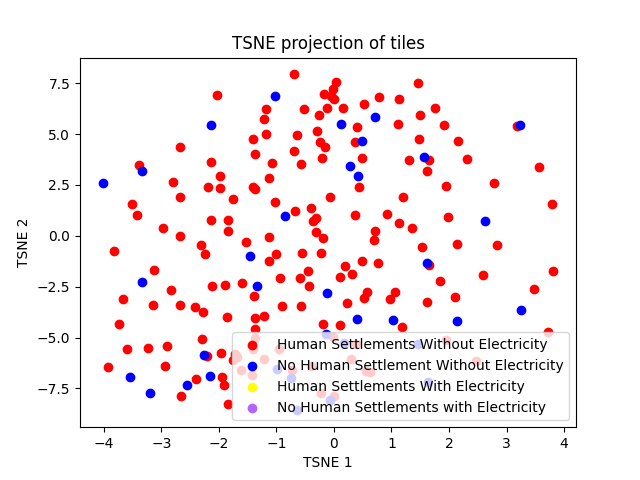 TSNE projection of tiles
TSNE 2
7.5
5.0
2.5
0.0
−2.5
−5.0
−7.5
Human Settlements Without Electricity
No Human Settlement Without Electricity
Human Settlements With Electricity
No Human Settlements with Electricity
−4 −3 −2 −1 0 1 2 3 4
TSNE 1